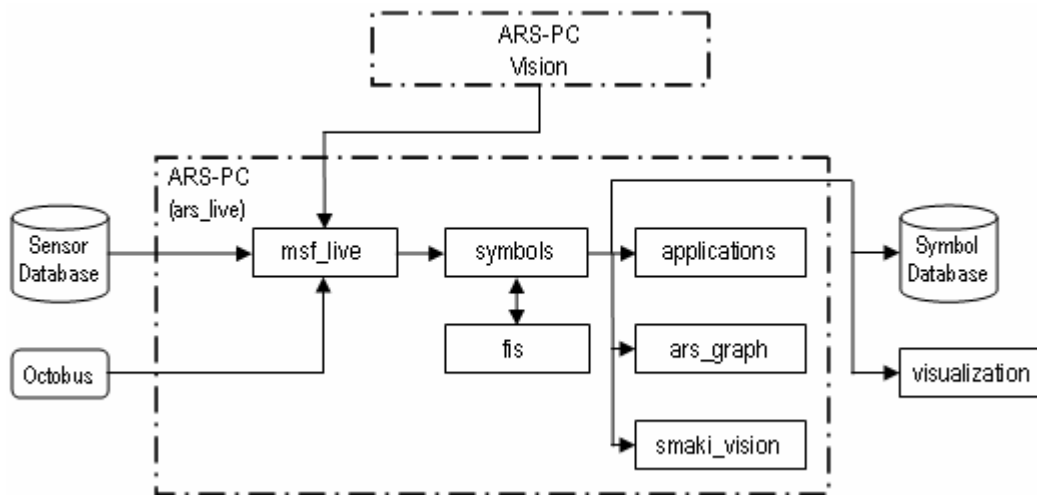 ARS-PC
Vision
ARS-PC
(ars_live)
Sensor
Database
msf_live
symbols
applications
Symbol
Database
Octobus
fis
ars_graph
visualization
smaki_vision